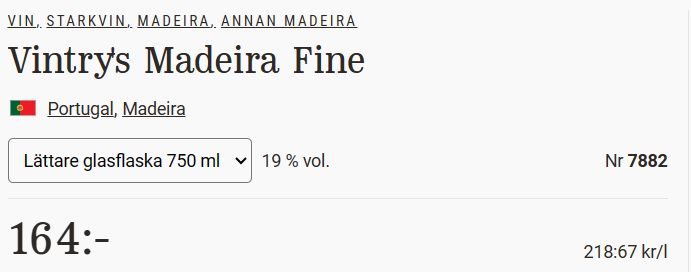 VIN, STARKVIN, MADEIRA, ANNAN MADEIRA
Vintry's Madeira Fine
Portugal, Madeira
Lättare glasflaska 750 ml 19 % vol. Nr 7882
164:- 218:67 kr/l